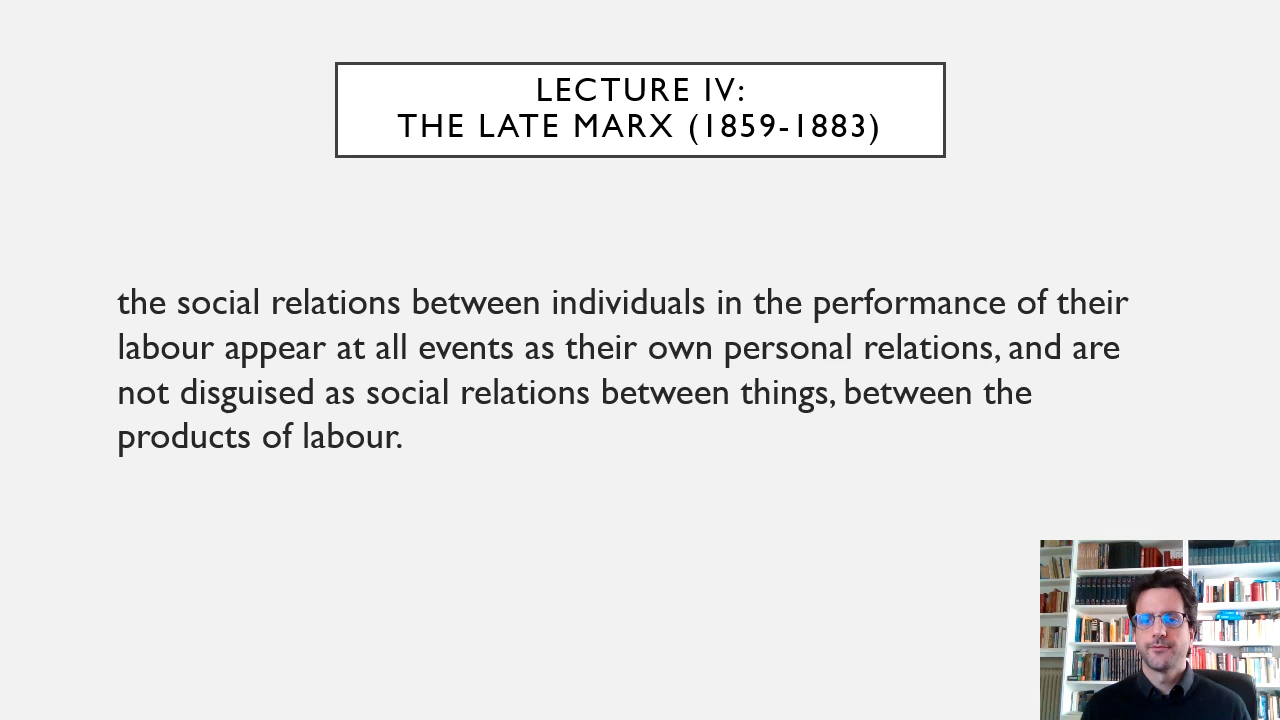 LECTURE IV:
THE LATE MARX (1859-1883)
the social relations between individuals in the performance of their
labour appear at all events as their own personal relations, and are
not disguised as social relations between things, between the
products of labour.